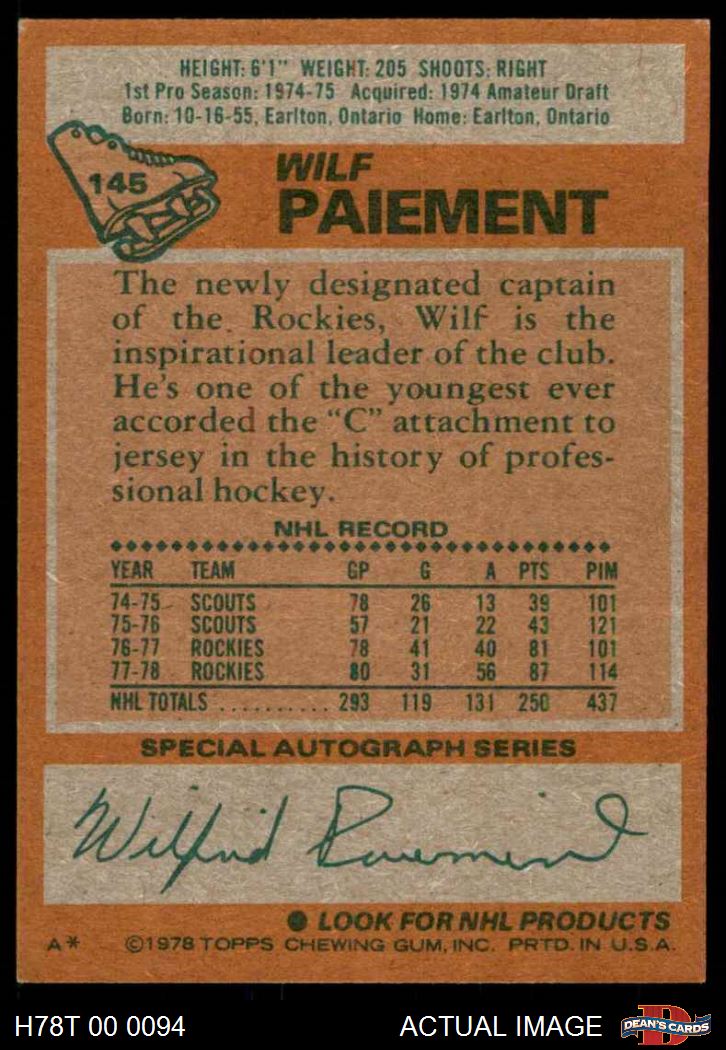 HEIGHT: 6'1" WEIGHT: 205 SHOOTS: RIGHT
1st Pro Season: 1974-75 Acquired: 1974 Amateur Draft
Born: 10-16-55, Earlton, Ontario Home: Earlton, Ontario
145
WILF
PAIEMENT
The newly designated captain
of the Rockies, Wilf is the
inspirational leader of the club.
He's one of the youngest ever
accorded the "C" attachment to
jersey in the history of profes-
sional hockey.
NHL RECORD
YEAR TEAM GP G A PTS PIM
74-75 SCOUTS 78 26 13 39 101
75-76 SCOUTS 57 21 22 43 121
76-77 ROCKIES 78 41 40 81 101
77-78 ROCKIES 80 31 56 87 114
NHL TOTALS .......... 293 119 131 250 437
SPECIAL AUTOGRAPH SERIES
Wilfrid Paiement
● LOOK FOR NHL PRODUCTS
A* ©1978 TOPPS CHEWING GUM, INC. PRTD. IN U.S.A.
H78T 00 0094 ACTUAL IMAGE D DEAN'S CARDS